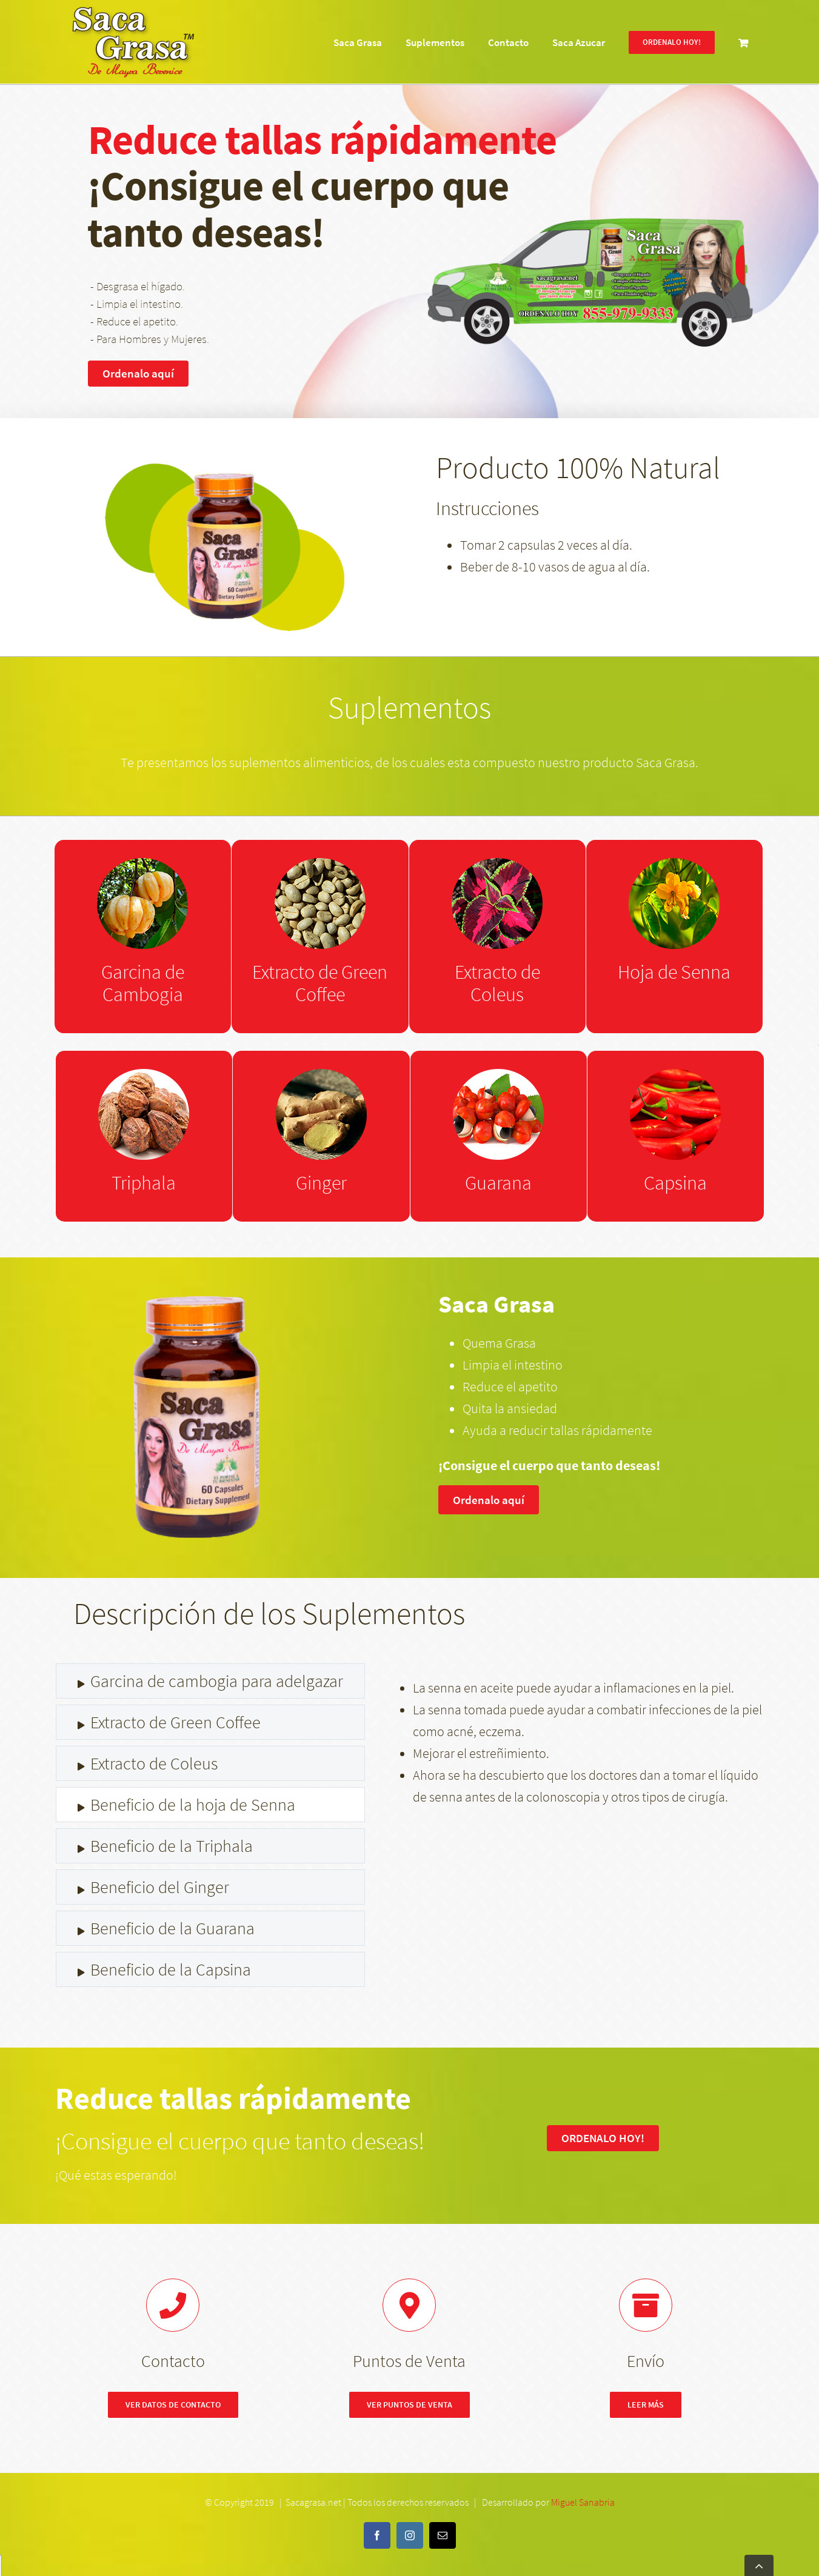 Saca
Grasa™
De Mayra Berenice
Saca Grasa
Suplementos
Contacto
Saca Azucar
ORDENALO HOY!
Reduce tallas rápidamente
¡Consigue el cuerpo que
tanto deseas!
- Desgrasa el hígado.
- Limpia el intestino.
- Reduce el apetito.
- Para Hombres y Mujeres.
Ordenalo aquí
Saca
Grasa
De Mayra Berenice
Sacagrasa.net
ORDENALO HOY
855-979-9333
Producto 100% Natural
Instrucciones
• Tomar 2 capsulas 2 veces al día.
• Beber de 8-10 vasos de agua al día.
Saca
Grasa™
De Mayra Berenice
60 Capsules
Dietary Supplement
Suplementos
Te presentamos los suplementos alimenticios, de los cuales esta compuesto nuestro producto Saca Grasa.
Garcina de
Cambogia
Extracto de Green
Coffee
Extracto de
Coleus
Hoja de Senna
Triphala
Ginger
Guarana
Capsina
Saca
Grasa™
De Mayra Berenice
60 Capsules
Dietary Supplement
Saca Grasa
• Quema Grasa
• Limpia el intestino
• Reduce el apetito
• Quita la ansiedad
• Ayuda a reducir tallas rápidamente
¡Consigue el cuerpo que tanto deseas!
Ordenalo aquí
Descripción de los Suplementos
Garcina de cambogia para adelgazar
Extracto de Green Coffee
Extracto de Coleus
Beneficio de la hoja de Senna
Beneficio de la Triphala
Beneficio del Ginger
Beneficio de la Guarana
Beneficio de la Capsina
• La senna en aceite puede ayudar a inflamaciones en la piel.
• La senna tomada puede ayudar a combatir infecciones de la piel
como acné, eczema.
• Mejorar el estreñimiento.
• Ahora se ha descubierto que los doctores dan a tomar el líquido
de senna antes de la colonoscopia y otros tipos de cirugía.
Reduce tallas rápidamente
¡Consigue el cuerpo que tanto deseas!
¡Qué estas esperando!
ORDENALO HOY!
Contacto
VER DATOS DE CONTACTO
Puntos de Venta
VER PUNTOS DE VENTA
Envío
LEER MÁS
© Copyright 2019 | Sacagrasa.net | Todos los derechos reservados | Desarrollado por Miguel Sanabria